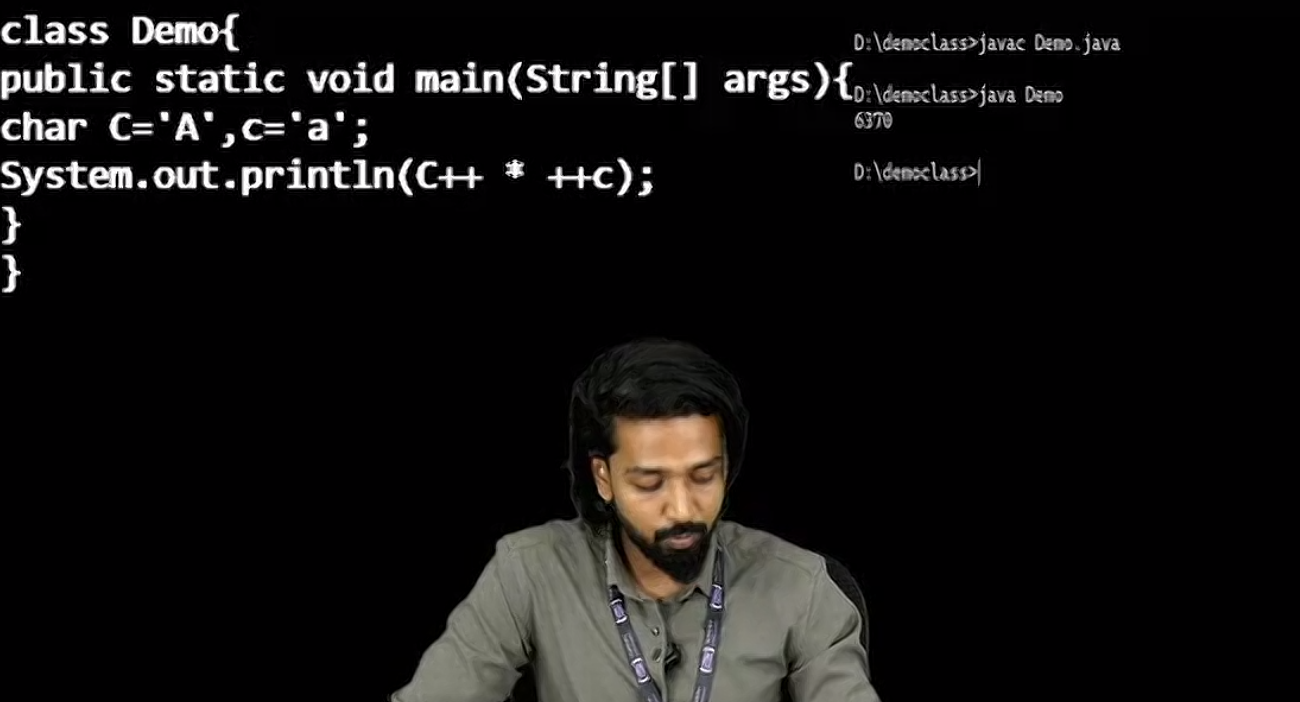 class Demo{
public static void main(String[] args){
char C='A',c='a';
System.out.println(C++ * ++c);
}
}
D:\democlass>javac Demo.java
D:\democlass>java Demo
6370
D:\democlass>